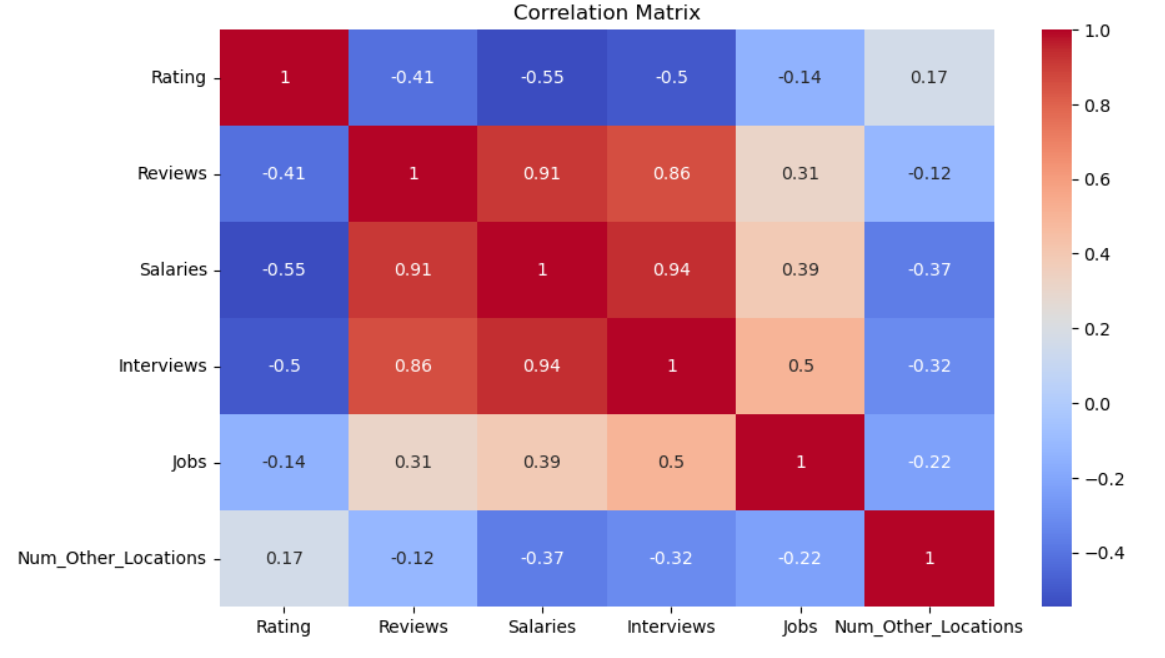 Correlation Matrix
Rating 1 -0.41 -0.55 -0.5 -0.14 0.17
Reviews -0.41 1 0.91 0.86 0.31 -0.12
Salaries -0.55 0.91 1 0.94 0.39 -0.37
Interviews -0.5 0.86 0.94 1 0.5 -0.32
Jobs -0.14 0.31 0.39 0.5 1 -0.22
Num_Other_Locations 0.17 -0.12 -0.37 -0.32 -0.22 1
Rating Reviews Salaries Interviews Jobs Num_Other_Locations
1.0
0.8
0.6
0.4
0.2
0.0
−0.2
−0.4